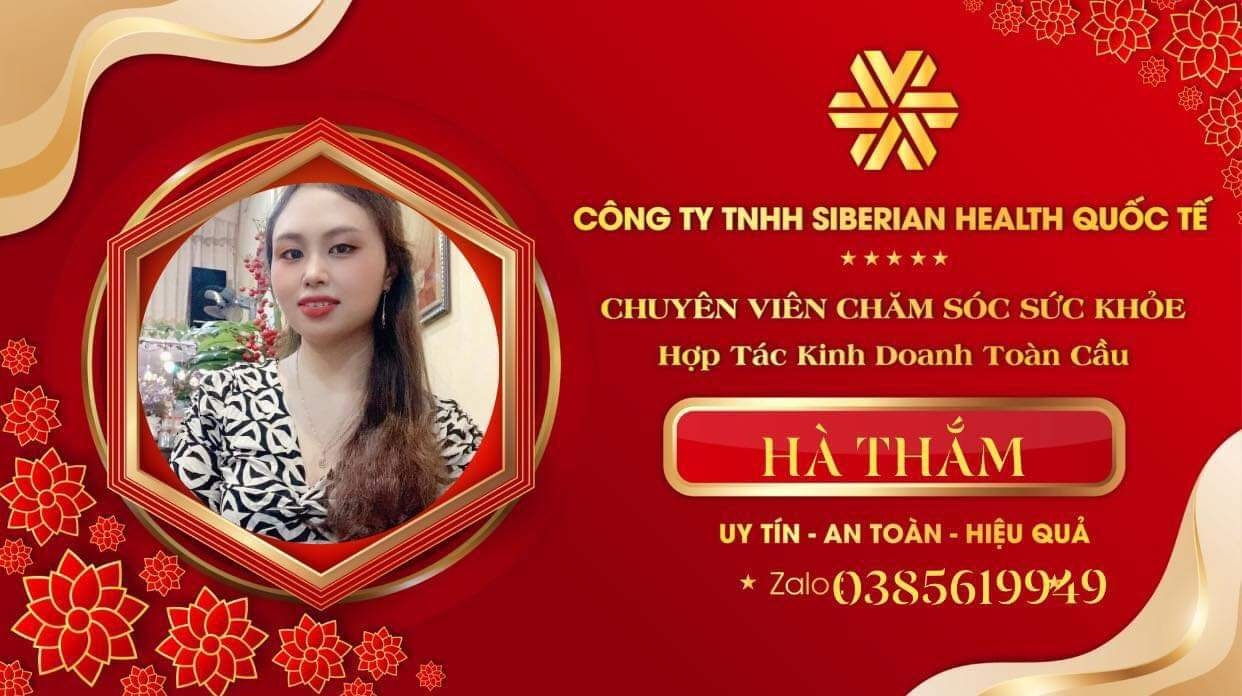 CÔNG TY TNHH SIBERIAN HEALTH QUỐC TẾ
CHUYÊN VIÊN CHĂM SÓC SỨC KHỎE
Hợp Tác Kinh Doanh Toàn Cầu
HÀ THẮM
UY TÍN - AN TOÀN - HIỆU QUẢ
Zalo: 0385619949